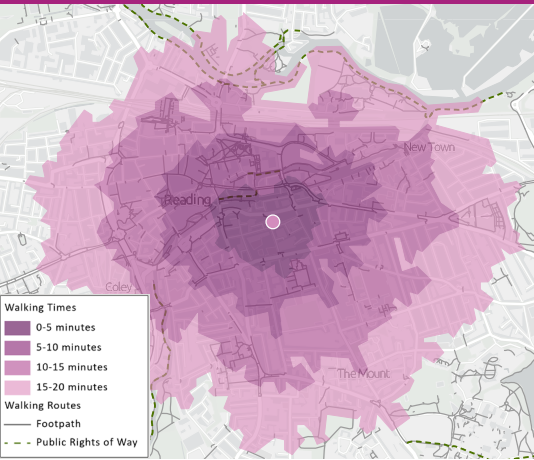 New Town
Reading
Coley
The Mount
Walking Times
0-5 minutes
5-10 minutes
10-15 minutes
15-20 minutes
Walking Routes
Footpath
Public Rights of Way